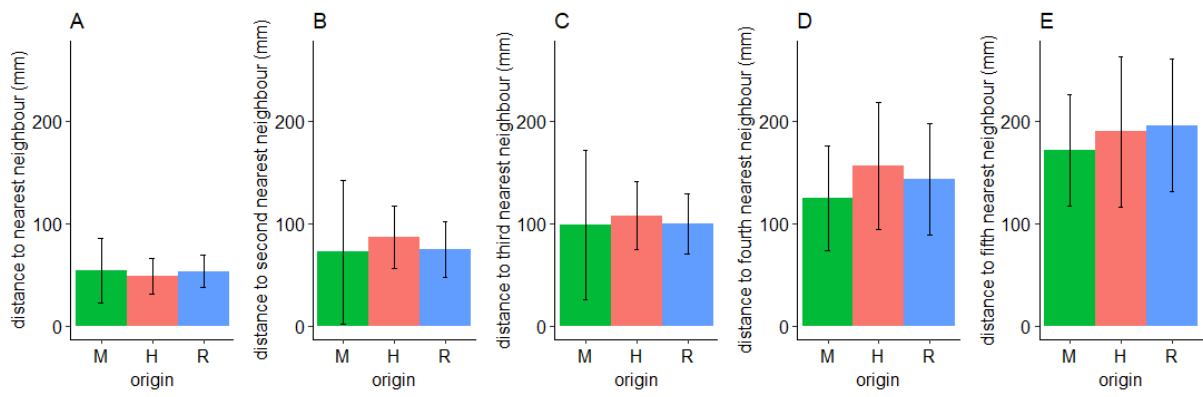 A
distance to nearest neighbour (mm)
200
100
0
M H R
origin
B
distance to second nearest neighbour (mm)
200
100
0
M H R
origin
C
distance to third nearest neighbour (mm)
200
100
0
M H R
origin
D
distance to fourth nearest neighbour (mm)
200
100
0
M H R
origin
E
distance to fifth nearest neighbour (mm)
200
100
0
M H R
origin